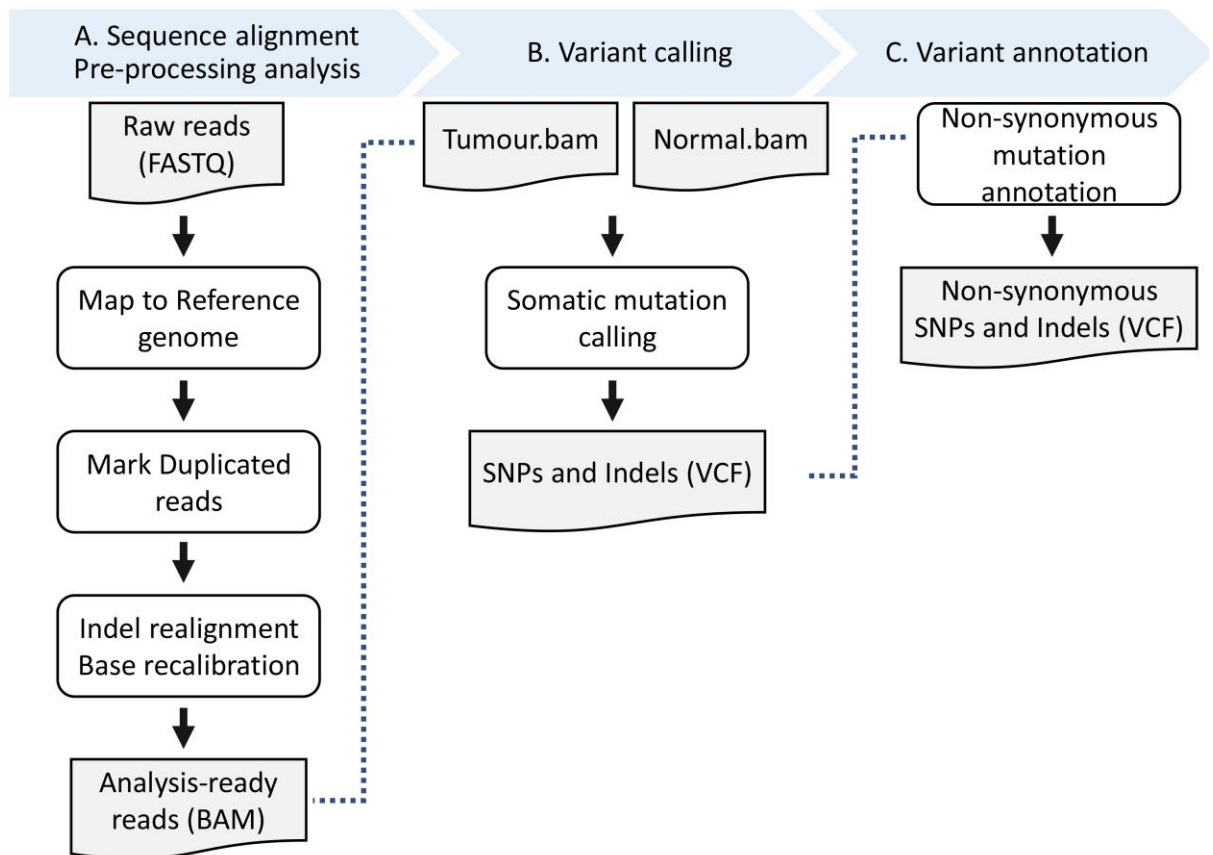 A. Sequence alignment
Pre-processing analysis
B. Variant calling
C. Variant annotation
Raw reads
(FASTQ)
Map to Reference
genome
Mark Duplicated
reads
Indel realignment
Base recalibration
Analysis-ready
reads (BAM)
Tumour.bam
Normal.bam
Somatic mutation
calling
SNPs and Indels (VCF)
Non-synonymous
mutation
annotation
Non-synonymous
SNPs and Indels (VCF)